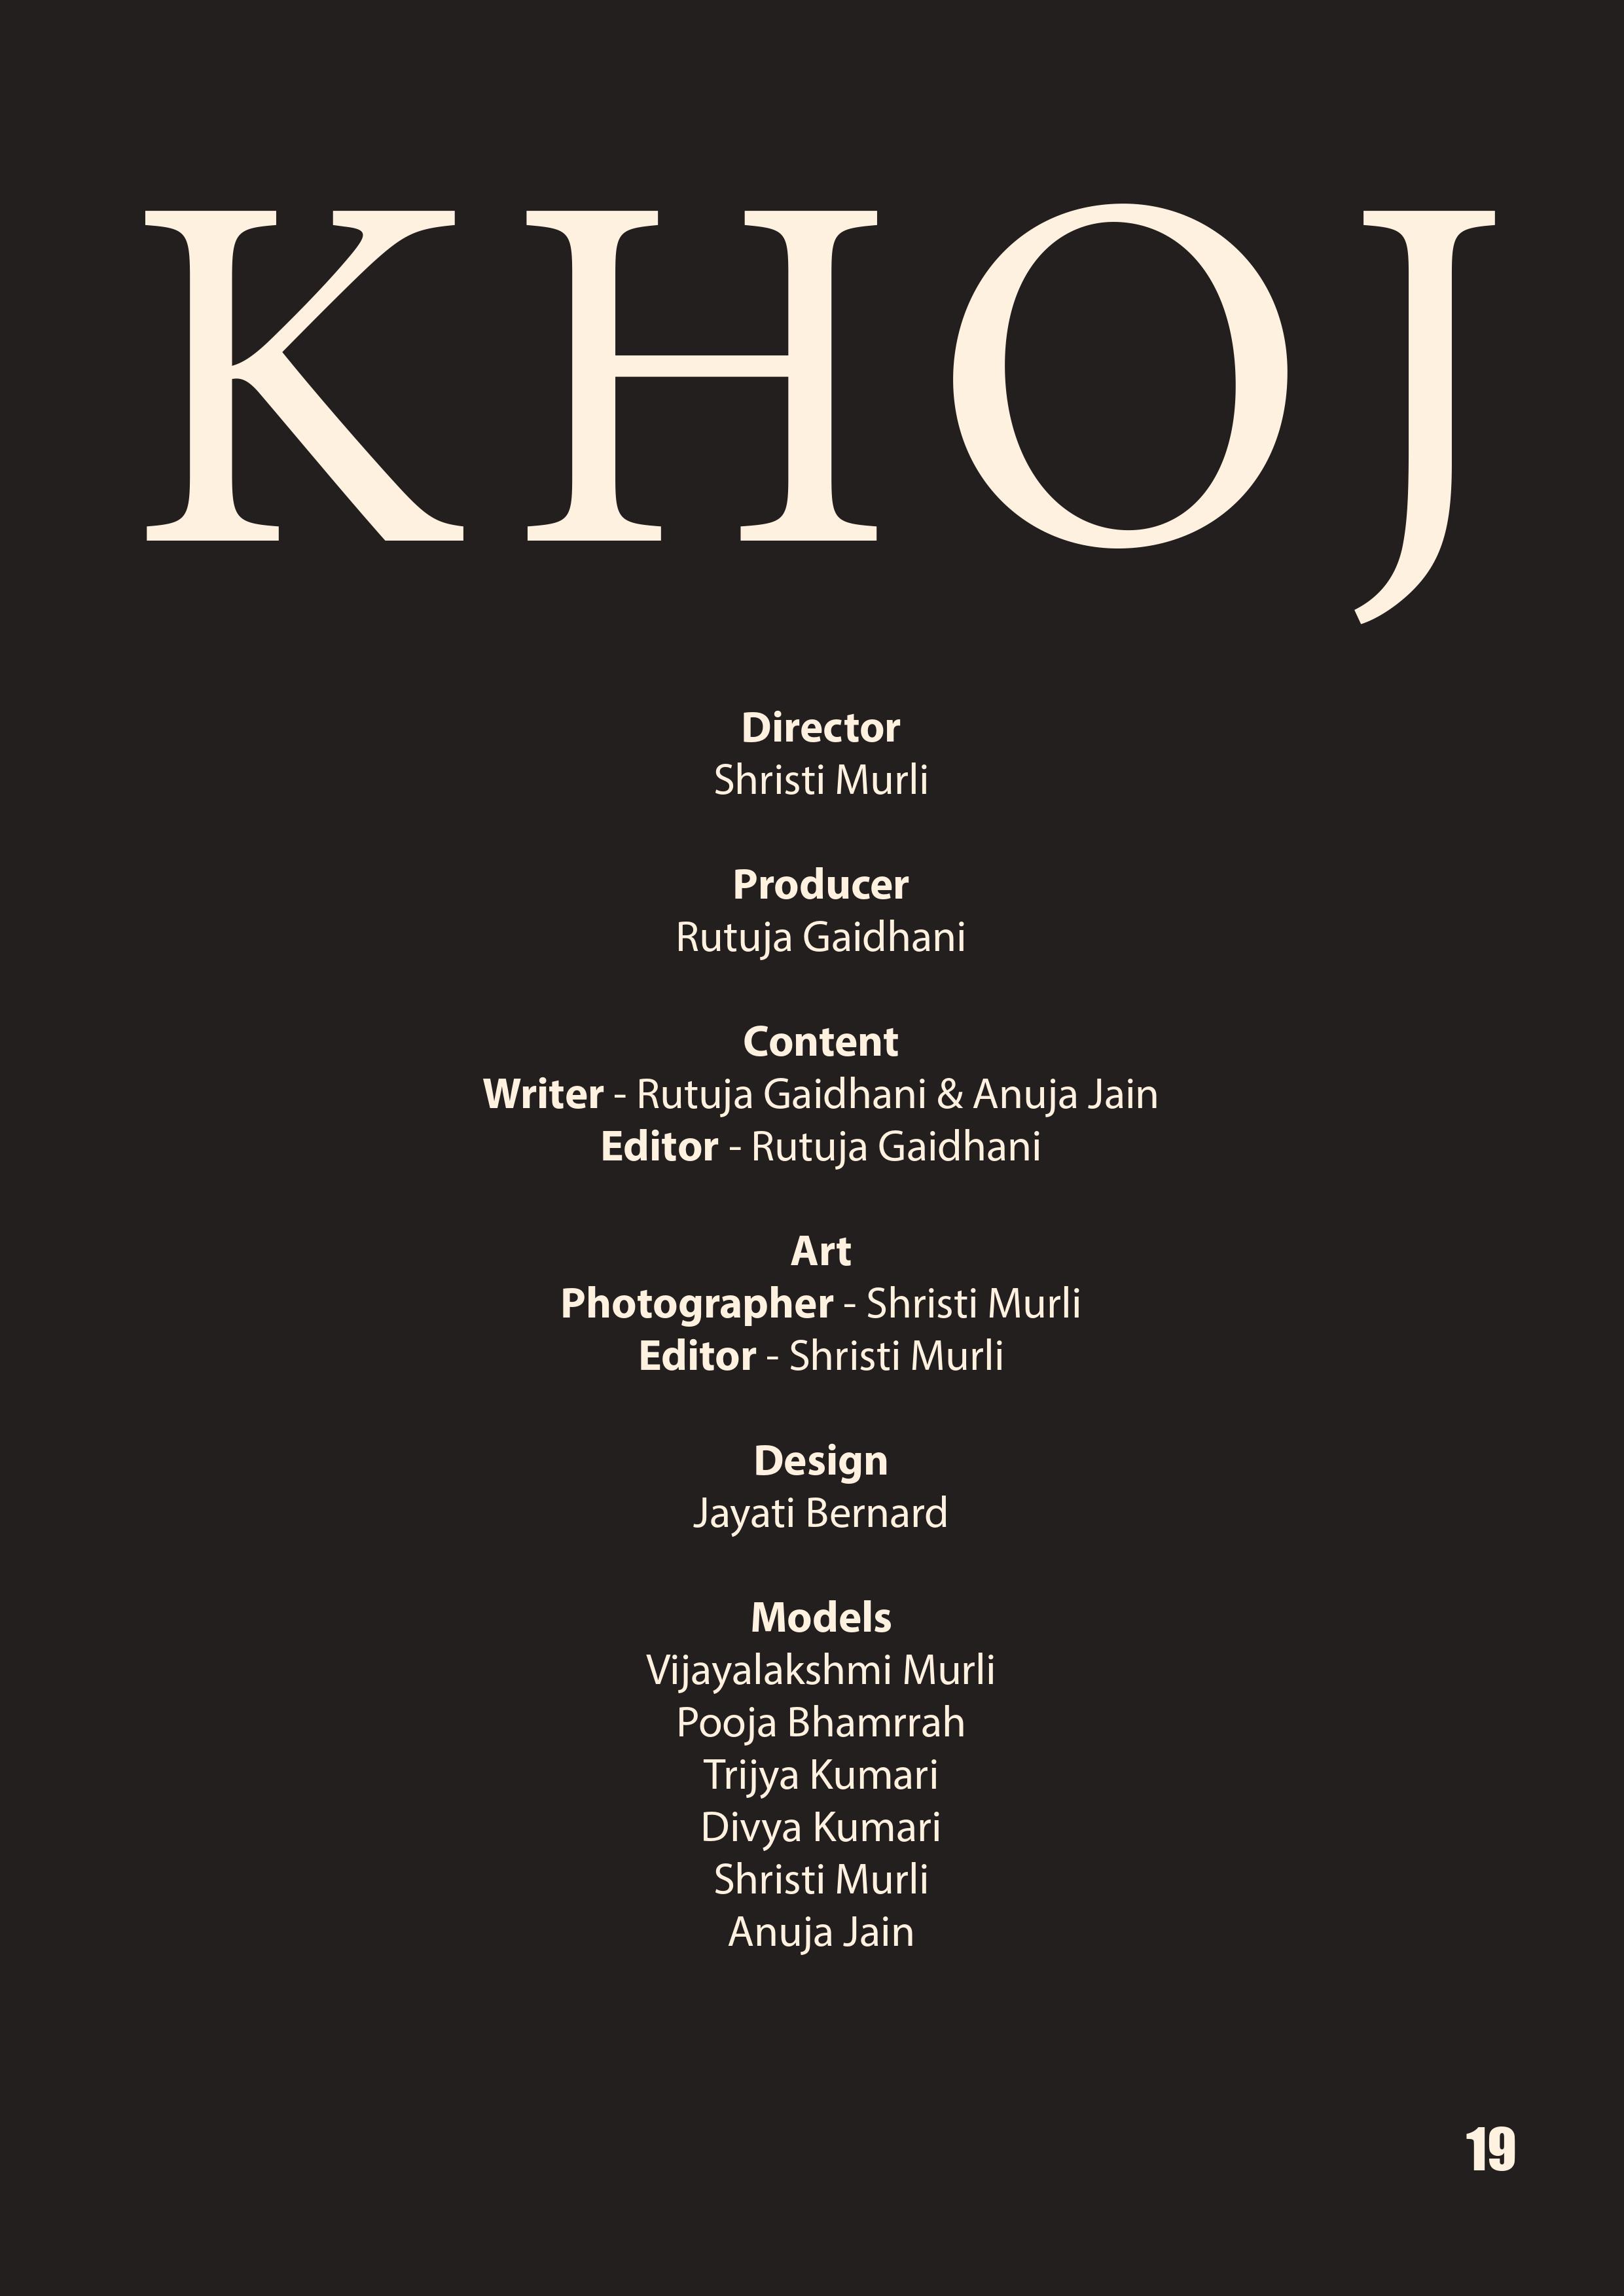 KHOJ
Director
Shristi Murli
Producer
Rutuja Gaidhani
Content
Writer - Rutuja Gaidhani & Anuja Jain
Editor - Rutuja Gaidhani
Art
Photographer - Shristi Murli
Editor - Shristi Murli
Design
Jayati Bernard
Models
Vijayalakshmi Murli
Pooja Bhamrrah
Trijya Kumari
Divya Kumari
Shristi Murli
Anuja Jain
19